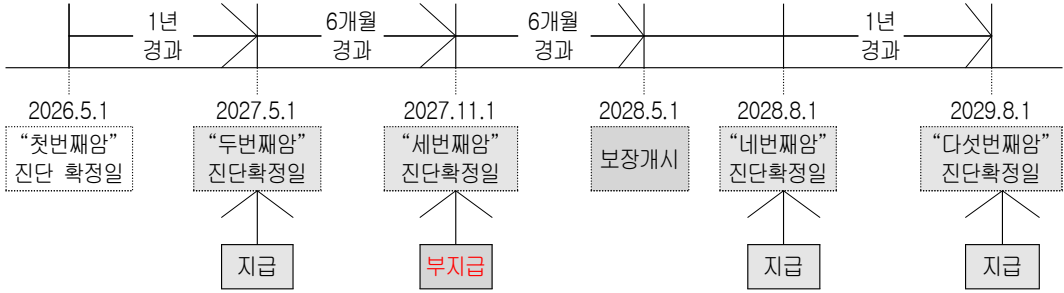 1년 6개월 6개월 1년
경과 경과 경과 경과
2026.5.1 2027.5.1 2027.11.1 2028.5.1 2028.8.1 2029.8.1
“첫번째암” “두번째암” “세번째암” 보장개시 “네번째암” “다섯번째암”
진단 확정일 진단확정일 진단확정일 진단확정일 진단확정일
지급 부지급 지급 지급